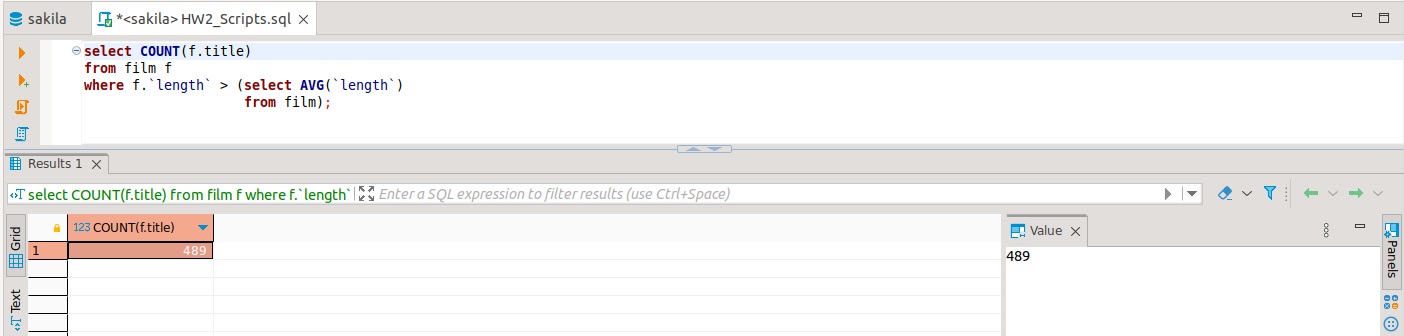 sakila
*<sakila> HW2_Scripts.sql
select COUNT(f.title)
from film f
where f.`length` > (select AVG(`length`)
from film);
Results 1
select COUNT(f.title) from film f where f.`length`
Enter a SQL expression to filter results (use Ctrl+Space)
Grid
Text
123 COUNT(f.title)
1
489
Value
489
Panels